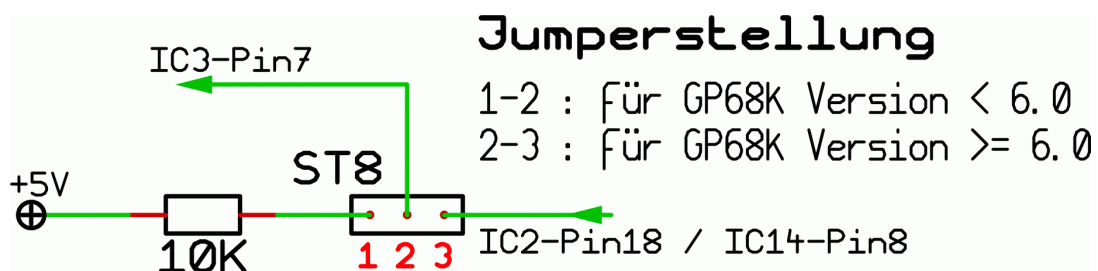 Jumperstellung
IC3-Pin7
1-2 : für GP68K Version < 6.0
2-3 : für GP68K Version >= 6.0
ST8
+5V
10K
1 2 3
IC2-Pin18 / IC14-Pin8